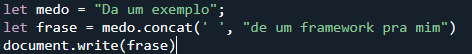 let medo = "Da um exemplo";
let frase = medo.concat(' ', "de um framework pra mim")
document.write(frase)